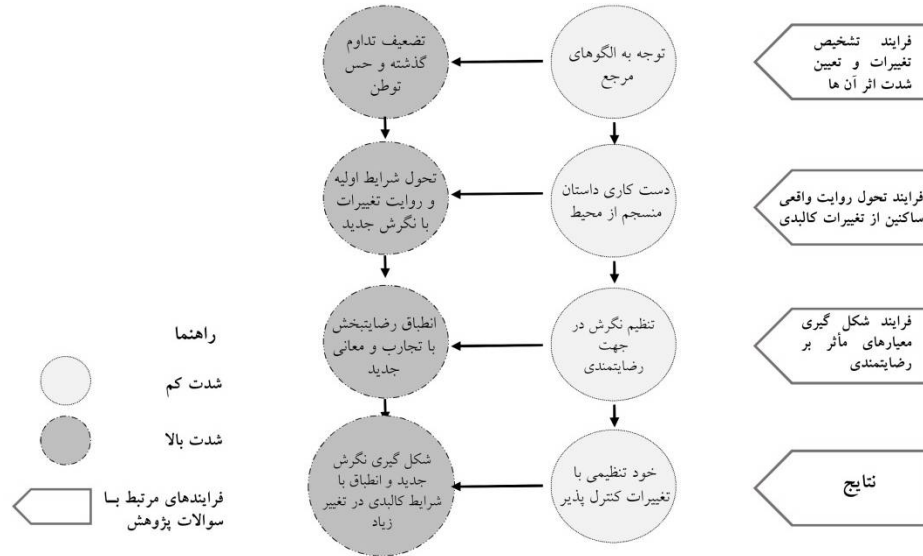 فرایند تشخیص
تغییرات و تعیین
شدت اثر آن ها
توجه به الگوهای
مرجع
تضعیف تداوم
گذشته و حس
توطن
فرایند تحول روایت واقعی
ساکنین از تغییرات کالبدی
دست کاری داستان
منسجم از محیط
تحول شرایط اولیه
و روایت تغییرات
با نگرش جدید
فرایند شکل گیری
معیارهای مأثر بر
رضایتمندی
تنظیم نگرش در
جهت
رضایتمندی
انطباق رضایتبخش
با تجارب و معانی
جدید
نتایج
خود تنظیمی با
تغییرات کنترل پذیر
شکل گیری نگرش
جدید و انطباق با
شرایط کالبدی در تغییر
زیاد
راهنما
شدت کم
شدت بالا
فرایندهای مرتبط با
سوالات پژوهش